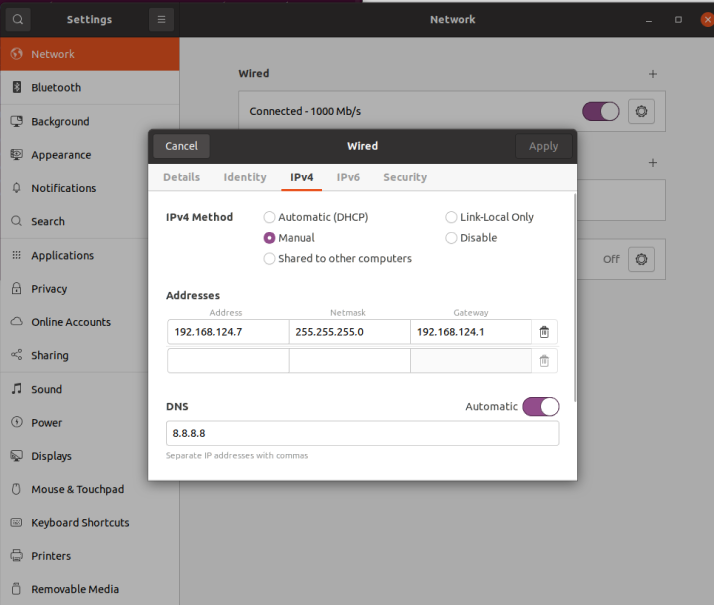 Settings
Network
Network
Bluetooth
Background
Appearance
Notifications
Search
Applications
Privacy
Online Accounts
Sharing
Sound
Power
Displays
Mouse & Touchpad
Keyboard Shortcuts
Printers
Removable Media
Wired
Connected - 1000 Mb/s
Off
Cancel
Wired
Apply
Details Identity IPv4 IPv6 Security
IPv4 Method
Automatic (DHCP)
Link-Local Only
Manual
Disable
Shared to other computers
Addresses
Address Netmask Gateway
192.168.124.7 255.255.255.0 192.168.124.1
DNS
Automatic
8.8.8.8
Separate IP addresses with commas